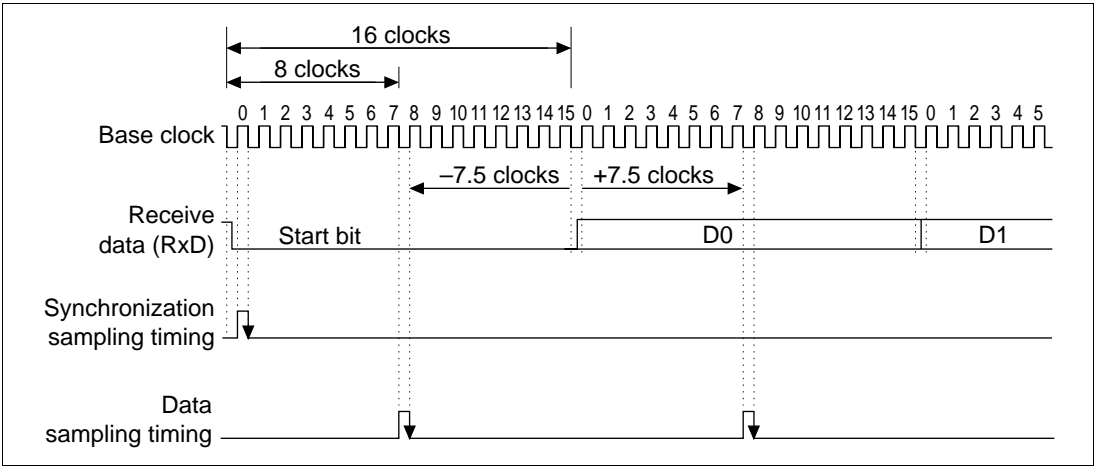 16 clocks
8 clocks
0 1 2 3 4 5 6 7 8 9 10 11 12 13 14 15 0 1 2 3 4 5 6 7 8 9 10 11 12 13 14 15 0 1 2 3 4 5
Base clock
–7.5 clocks +7.5 clocks
Receive
data (RxD)
Start bit D0 D1
Synchronization
sampling timing
Data
sampling timing